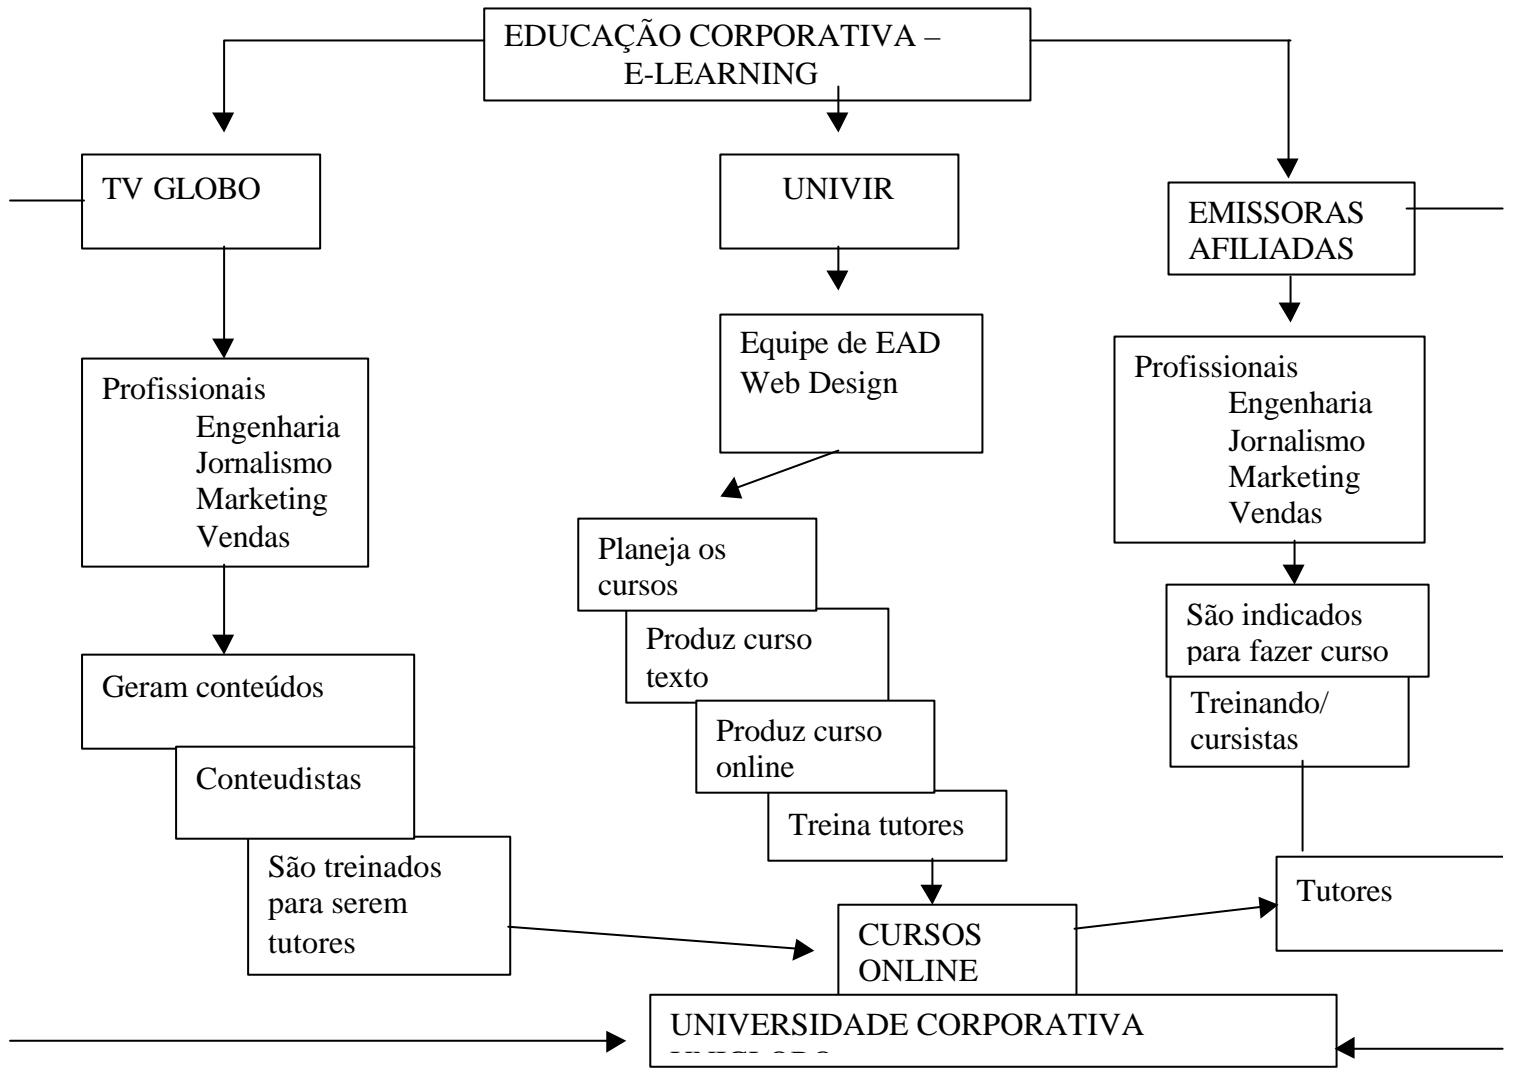 EDUCAÇÃO CORPORATIVA –
E-LEARNING
TV GLOBO
UNIVIR
EMISSORAS
AFILIADAS
Profissionais
Engenharia
Jornalismo
Marketing
Vendas
Equipe de EAD
Web Design
Profissionais
Engenharia
Jornalismo
Marketing
Vendas
Geram conteúdos
Conteudistas
São treinados
para serem
tutores
Planeja os
cursos
Produz curso
texto
Produz curso
online
Treina tutores
São indicados
para fazer curso
Treinando/
cursistas
Tutores
CURSOS
ONLINE
UNIVERSIDADE CORPORATIVA